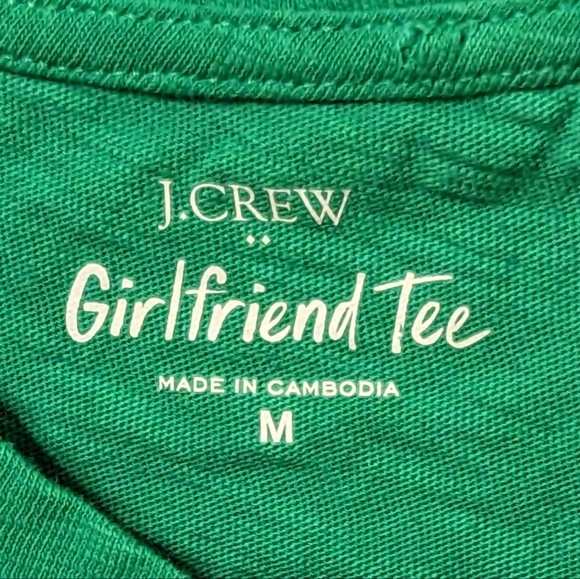 J.CREW
Girlfriend Tee
MADE IN CAMBODIA
M